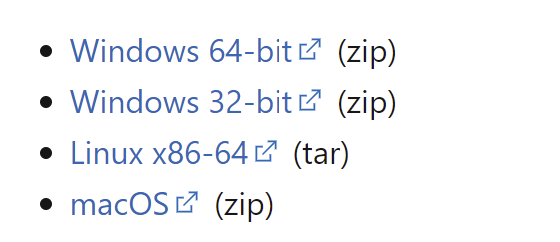 Windows 64-bit (zip)
Windows 32-bit (zip)
Linux x86-64 (tar)
macOS (zip)